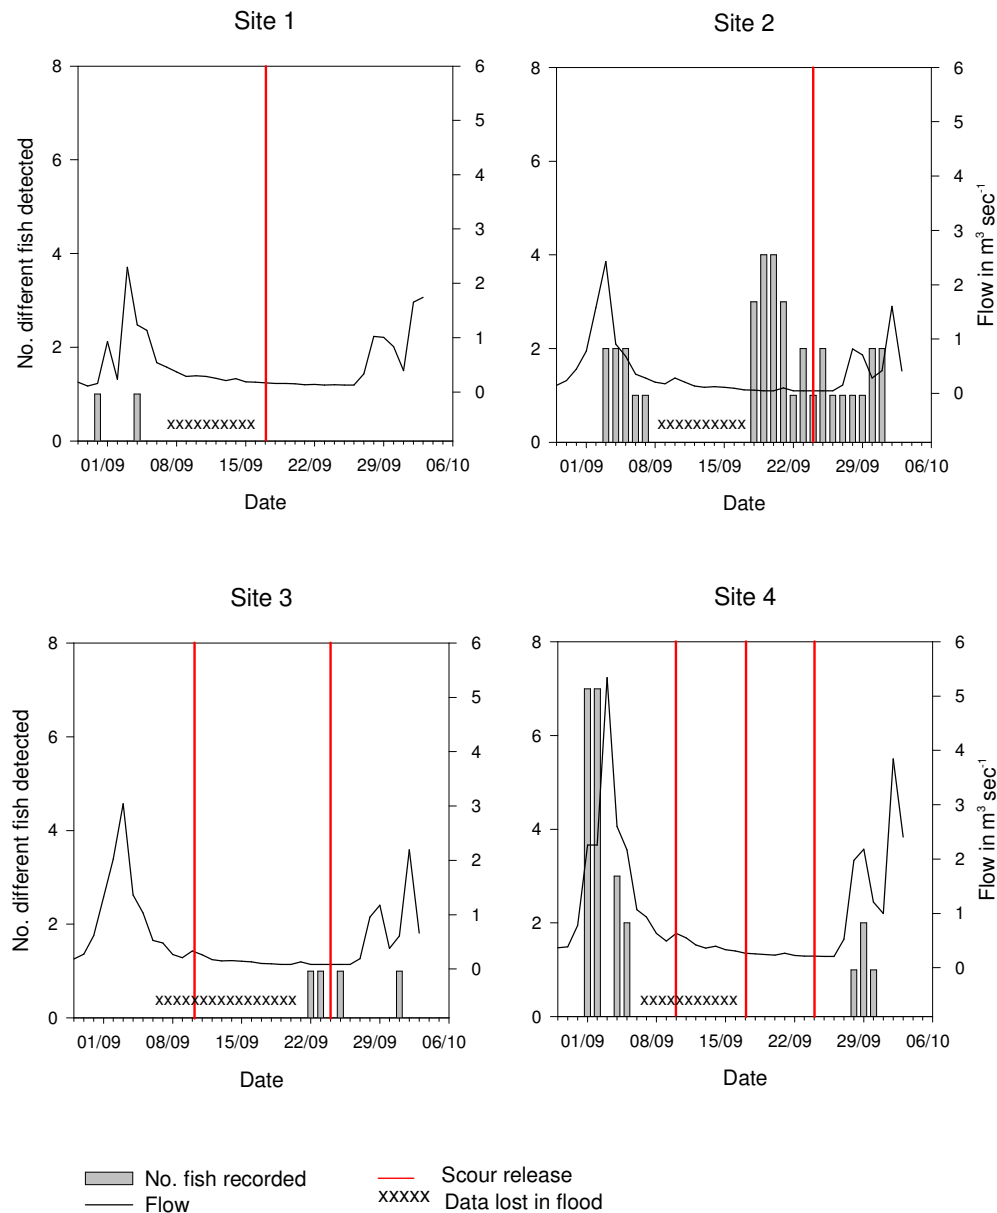 Site 1
8
6
4
2
0
6
5
4
3
2
1
0
No. different fish detected
xxxxxxxxxx
01/09 08/09 15/09 22/09 29/09 06/10
Date
Site 2
8
6
4
2
0
6
5
4
3
2
1
0
Flow in m³ sec⁻¹
xxxxxxxxxx
01/09 08/09 15/09 22/09 29/09 06/10
Date
Site 3
8
6
4
2
0
6
5
4
3
2
1
0
No. different fish detected
xxxxxxxxxxxxxxxx
01/09 08/09 15/09 22/09 29/09 06/10
Date
Site 4
8
6
4
2
0
6
5
4
3
2
1
0
Flow in m³ sec⁻¹
xxxxxxxxxxx
01/09 08/09 15/09 22/09 29/09 06/10
Date
No. fish recorded
Flow
Scour release
xxxxx Data lost in flood